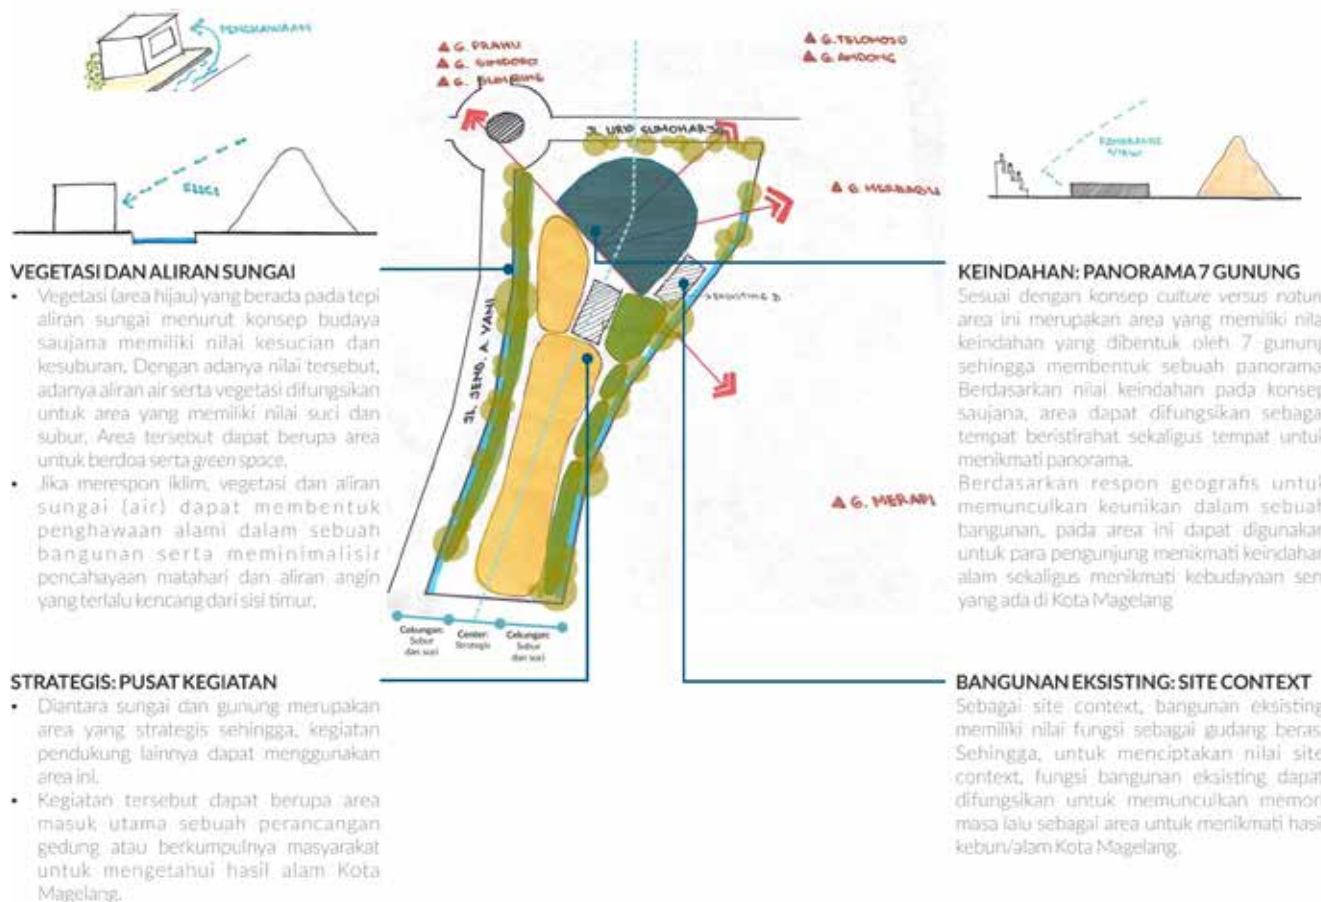 PENGHAWAAN
G. PRAHU
G. SINDORO
G. SUMBING
G. TELOMOYO
G. ANDONG
JL URIP SUMOHARJO
G. MERBABU
SUCI
VIEW
VEGETASI DAN ALIRAN SUNGAI
• Vegetasi (area hijau) yang berada pada tepi
aliran sungai menurut konsep budaya
saujana memiliki nilai kesucian dan
kesuburan. Dengan adanya nilai tersebut,
adanya aliran air serta vegetasi difungsikan
untuk area yang memiliki nilai suci dan
subur. Area tersebut dapat berupa area
untuk berdoa serta green space.
• Jika merespon iklim, vegetasi dan aliran
sungai (air) dapat membentuk
penghawaan alami dalam sebuah
bangunan serta meminimalisir
pencahayaan matahari dan aliran angin
yang terlalu kencang dari sisi timur.
JL. JEND. A. YANI
EKSISTING B
G. MERAPI
Cekungan:
Subur
dan suci
Center:
Strategis
Cekungan:
Subur
dan suci
KEINDAHAN: PANORAMA 7 GUNUNG
Sesuai dengan konsep culture versus nature
area ini merupakan area yang memiliki nilai
keindahan yang dibentuk oleh 7 gunung
sehingga membentuk sebuah panorama.
Berdasarkan nilai keindahan pada konsep
saujana, area dapat difungsikan sebagai
tempat beristirahat sekaligus tempat untuk
menikmati panorama.
Berdasarkan respon geografis untuk
memunculkan keunikan dalam sebuah
bangunan, pada area ini dapat digunakan
untuk para pengunjung menikmati keindahan
alam sekaligus menikmati kebudayaan seni
yang ada di Kota Magelang
STRATEGIS: PUSAT KEGIATAN
• Diantara sungai dan gunung merupakan
area yang strategis sehingga, kegiatan
pendukung lainnya dapat menggunakan
area ini.
• Kegiatan tersebut dapat berupa area
masuk utama sebuah perancangan
gedung atau berkumpulnya masyarakat
untuk mengetahui hasil alam Kota
Magelang.
BANGUNAN EKSISTING: SITE CONTEXT
Sebagai site context, bangunan eksisting
memiliki nilai fungsi sebagai gudang beras.
Sehingga, untuk menciptakan nilai site
context, fungsi bangunan eksisting dapat
difungsikan untuk memunculkan memori
masa lalu sebagai area untuk menikmati hasil
kebun/alam Kota Magelang.